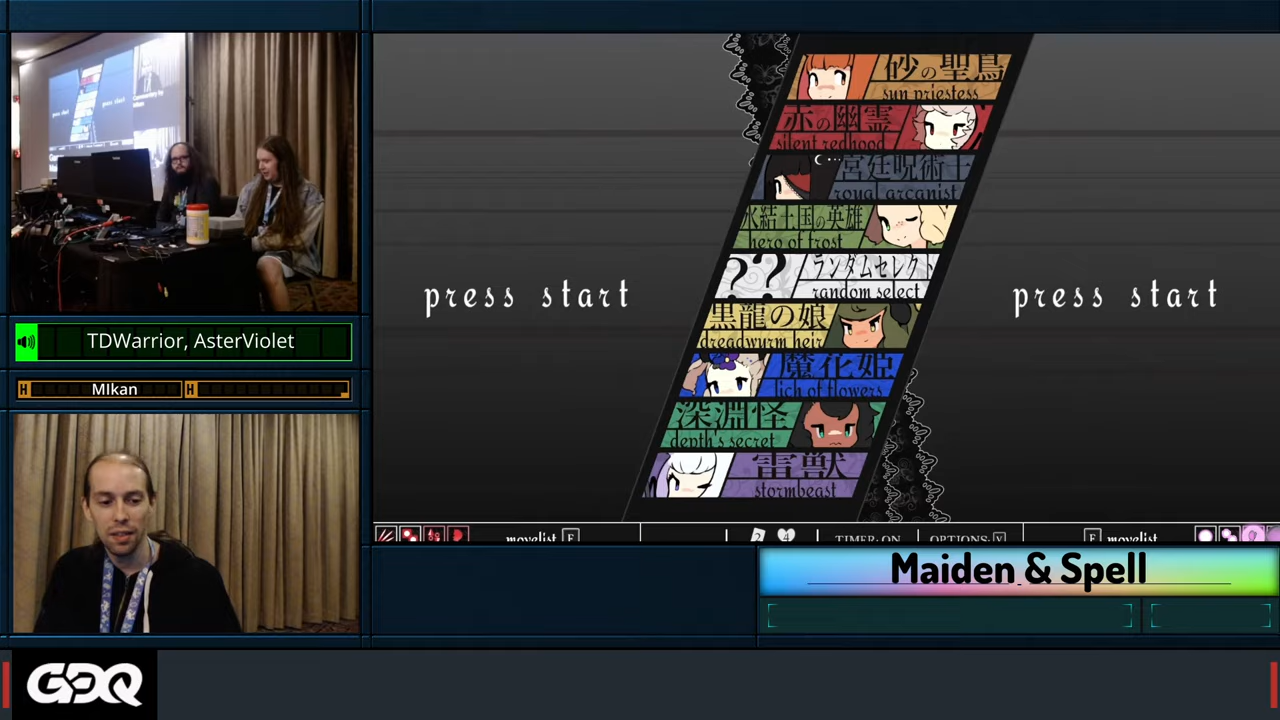 砂の聖鳥
sun priestess
赤の幽霊
silent redhood
宮廷呪術士
royal arcanist
氷結王国の英雄
hero of frost
??
ランダムセレクト
random select
黒龍の娘
dreadwurm heir
魔花姫
lich of flowers
深淵怪
depth's secret
雷獣
stormbeast
press start
press start
movelist
2
4
TIMER: ON
OPTIONS:
movelist
TDWarrior, AsterViolet
H
MIkan
H
Maiden & Spell
GDQ